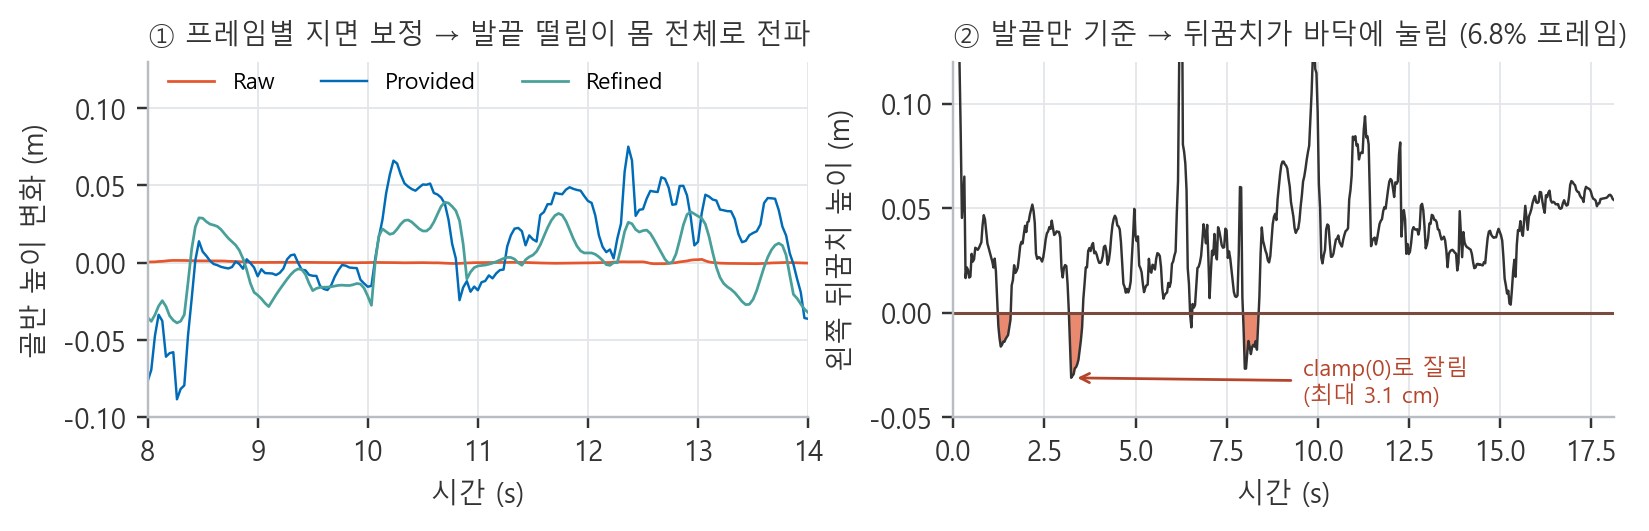 ① 프레임별 지면 보정 → 발끝 떨림이 몸 전체로 전파
Raw
Provided
Refined
골반 높이 변화 (m)
0.10
0.05
0.00
-0.05
-0.10
8 9 10 11 12 13 14
시간 (s)
② 발끝만 기준 → 뒤꿈치가 바닥에 눌림 (6.8% 프레임)
왼쪽 뒤꿈치 높이 (m)
0.10
0.05
0.00
-0.05
clamp(0)로 잘림
(최대 3.1 cm)
0.0 2.5 5.0 7.5 10.0 12.5 15.0 17.5
시간 (s)